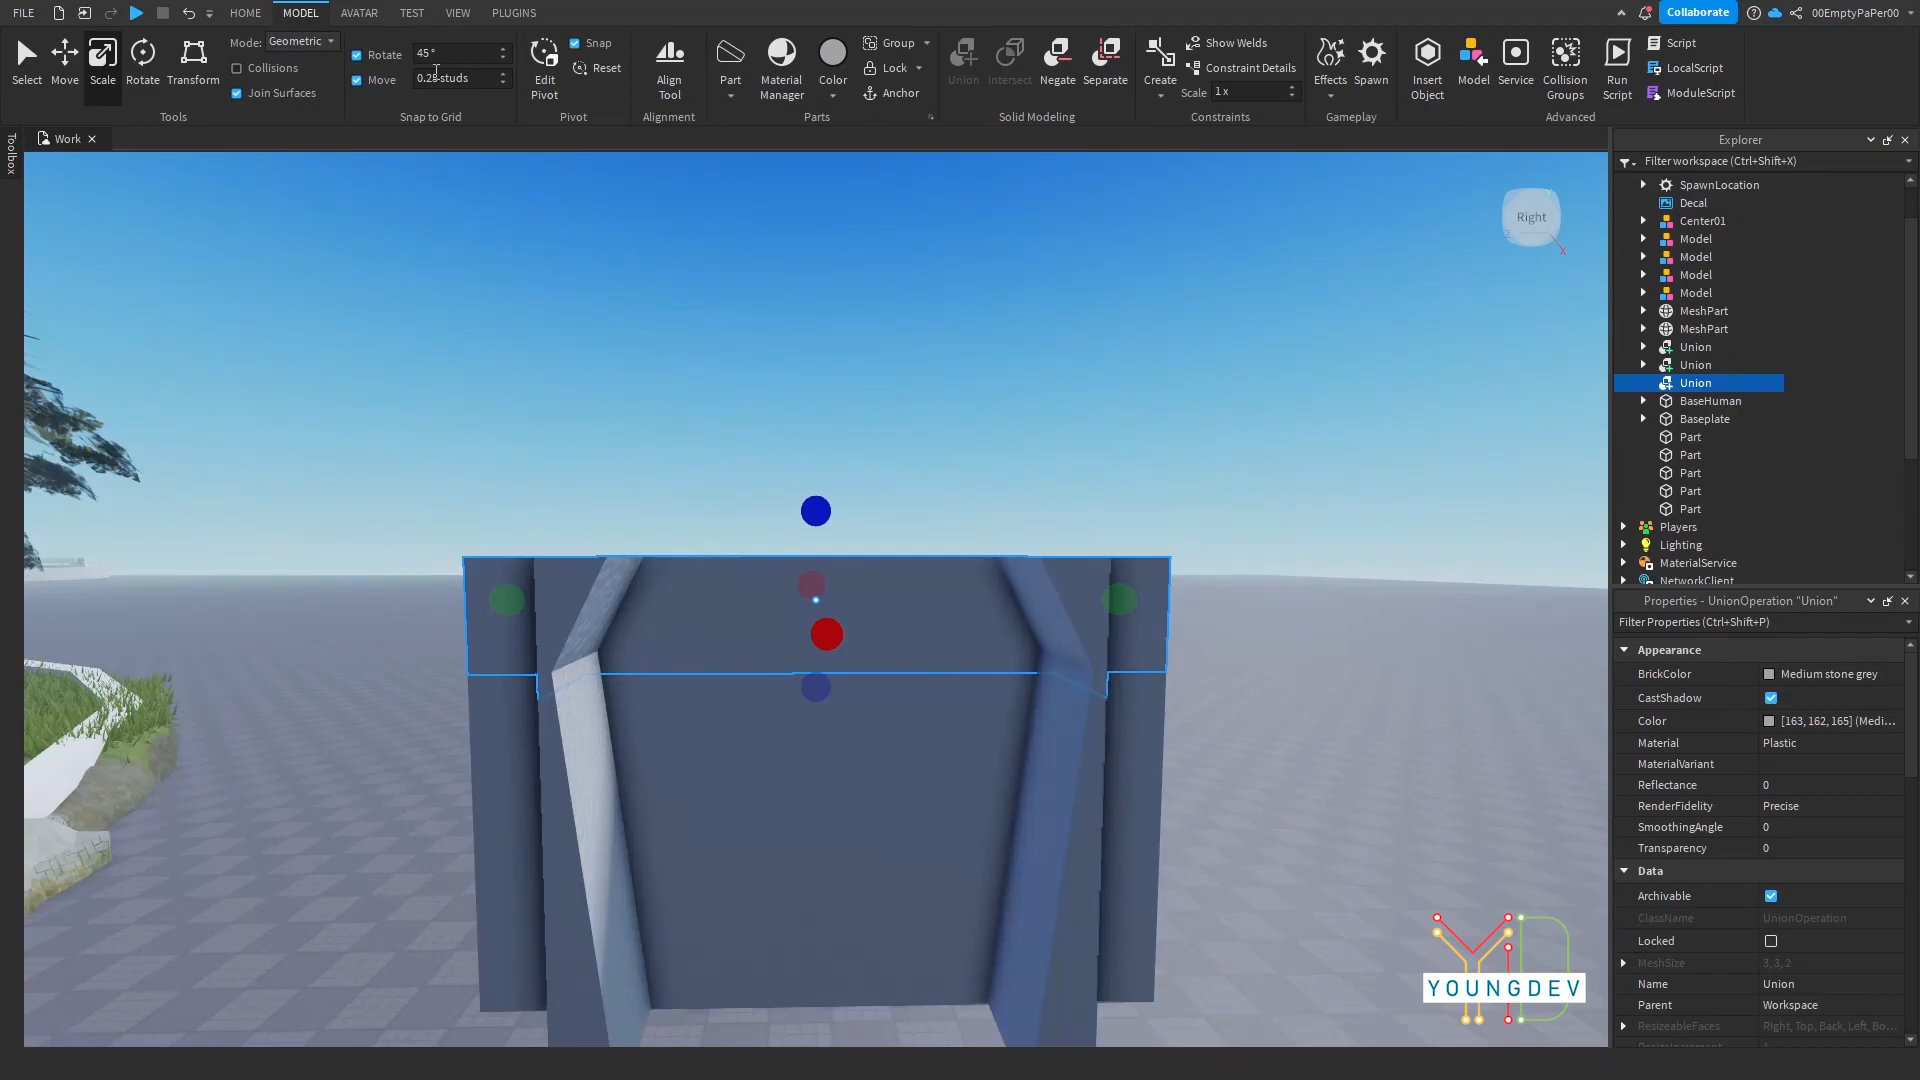 FILE HOME MODEL AVATAR TEST VIEW PLUGINS Collaborate 00EmptyPaPer00
Select Move Scale Rotate Transform
Mode: Geometric
Collisions
Join Surfaces
Tools
Rotate 45°
Move 0.25 studs
Snap to Grid
Edit Pivot
Snap
Reset
Pivot
Align Tool
Alignment
Part
Material Manager
Color
Group
Lock
Anchor
Parts
Union Intersect Negate Separate
Solid Modeling
Create
Show Welds
Constraint Details
Scale 1 x
Constraints
Effects Spawn
Gameplay
Insert Object
Model
Service
Collision Groups
Run Script
Script
LocalScript
ModuleScript
Advanced
Toolbox
Work
Right
Y
Z
X
YOUNGDEV
Explorer
Filter workspace (Ctrl+Shift+X)
SpawnLocation
Decal
Center01
Model
Model
Model
Model
MeshPart
MeshPart
Union
Union
Union
BaseHuman
Baseplate
Part
Part
Part
Part
Part
Players
Lighting
MaterialService
NetworkClient
Properties - UnionOperation "Union"
Filter Properties (Ctrl+Shift+P)
Appearance
BrickColor Medium stone grey
CastShadow
Color [163, 162, 165] (Medi...
Material Plastic
MaterialVariant
Reflectance 0
RenderFidelity Precise
SmoothingAngle 0
Transparency 0
Data
Archivable
ClassName UnionOperation
Locked
MeshSize 3, 3, 2
Name Union
Parent Workspace
ResizeableFaces Right, Top, Back, Left, Bo...
ResizeIncrement 1